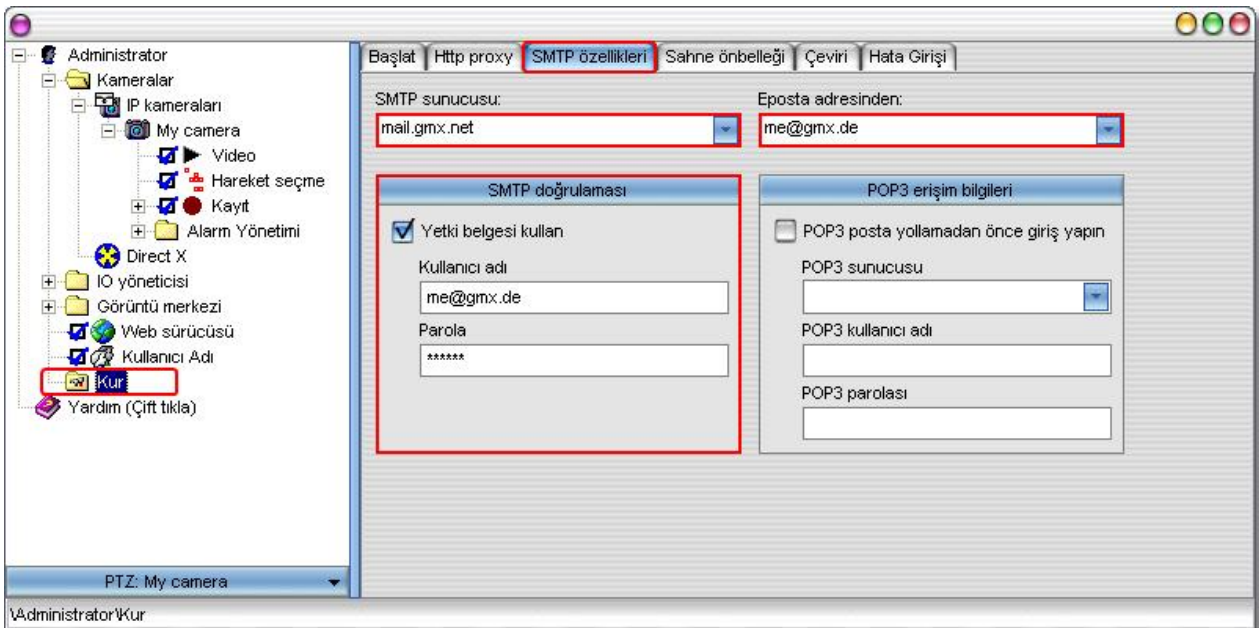 Administrator
Kameralar
IP kameraları
My camera
Video
Hareket seçme
Kayıt
Alarm Yönetimi
Direct X
IO yöneticisi
Görüntü merkezi
Web sürücüsü
Kullanıcı Adı
Kur
Yardım (Çift tıkla)
PTZ: My camera
Başlat Http proxy SMTP özellikleri Sahne önbelleği Çeviri Hata Girişi
SMTP sunucusu:
mail.gmx.net
Eposta adresinden:
me@gmx.de
SMTP doğrulaması
Yetki belgesi kullan
Kullanıcı adı
me@gmx.de
Parola
******
POP3 erişim bilgileri
POP3 posta yollamadan önce giriş yapın
POP3 sunucusu
POP3 kullanıcı adı
POP3 parolası
\Administrator\Kur